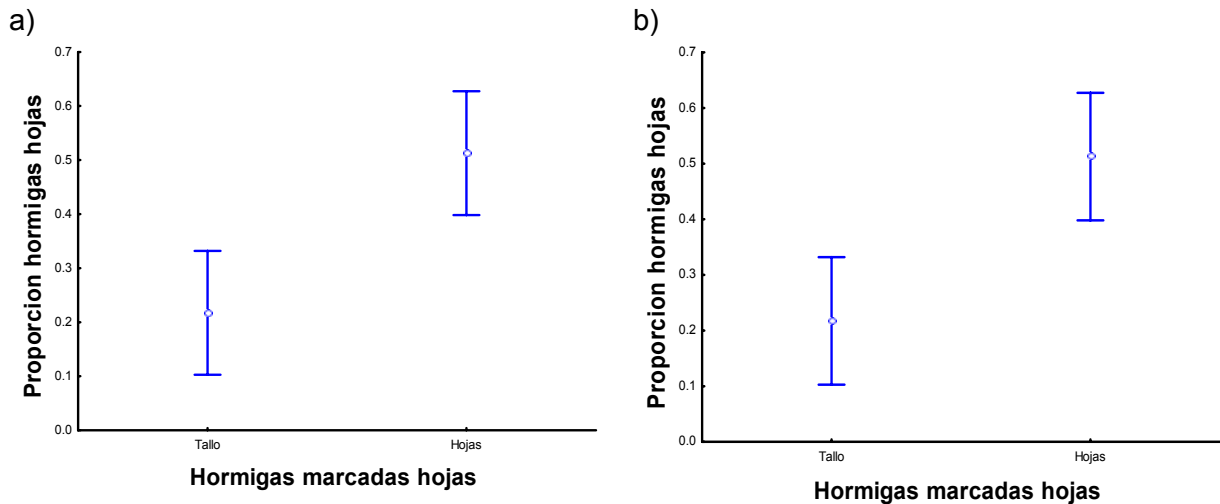 a)
Proporcion hormigas hojas
0.7
0.6
0.5
0.4
0.3
0.2
0.1
0.0
Tallo Hojas
Hormigas marcadas hojas
b)
Proporcion hormigas hojas
0.7
0.6
0.5
0.4
0.3
0.2
0.1
0.0
Tallo Hojas
Hormigas marcadas hojas